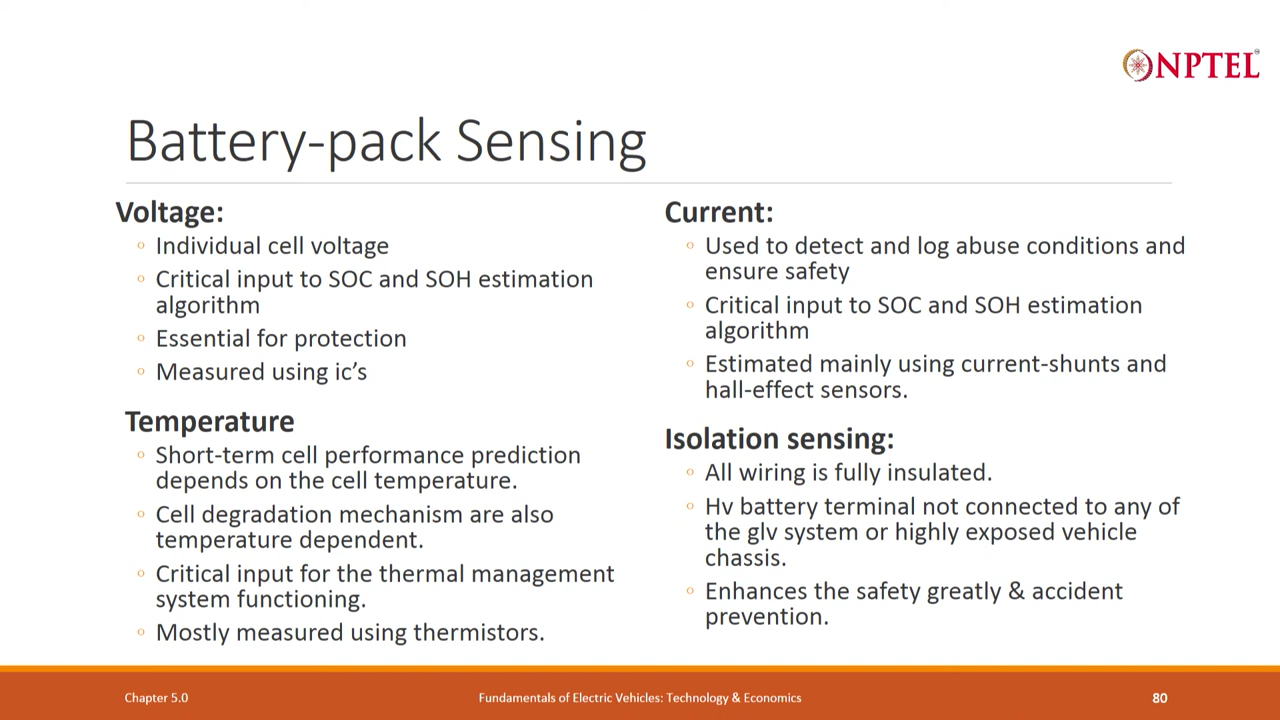 NPTEL
Battery-pack Sensing
Voltage:
Individual cell voltage
Critical input to SOC and SOH estimation
algorithm
Essential for protection
Measured using ic’s
Temperature
Short-term cell performance prediction
depends on the cell temperature.
Cell degradation mechanism are also
temperature dependent.
Critical input for the thermal management
system functioning.
Mostly measured using thermistors.
Current:
Used to detect and log abuse conditions and
ensure safety
Critical input to SOC and SOH estimation
algorithm
Estimated mainly using current-shunts and
hall-effect sensors.
Isolation sensing:
All wiring is fully insulated.
Hv battery terminal not connected to any of
the glv system or highly exposed vehicle
chassis.
Enhances the safety greatly & accident
prevention.
Chapter 5.0
Fundamentals of Electric Vehicles: Technology & Economics
80